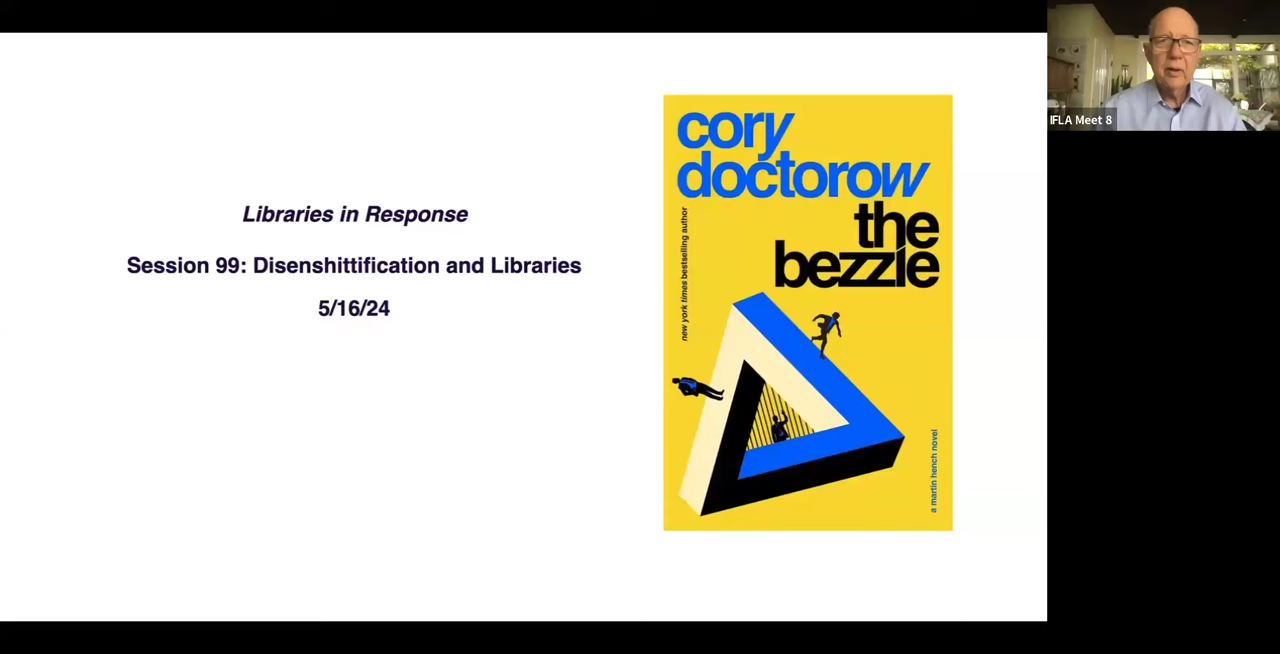 Libraries in Response
Session 99: Disenshittification and Libraries
5/16/24
cory
doctorow
the
bezzle
new york times bestselling author
a martin hench novel
IFLA Meet 8